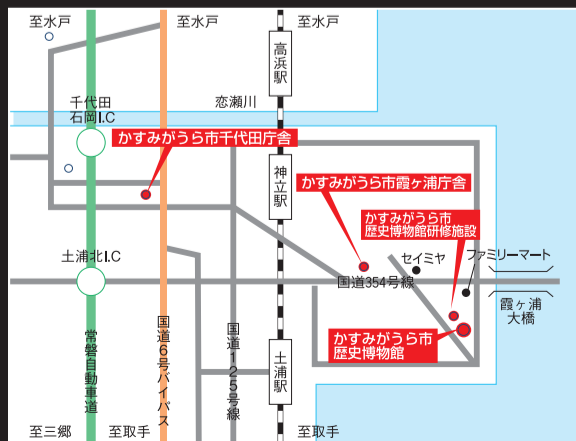 至水戸
至水戸
至水戸
高浜駅
千代田
石岡I.C
恋瀬川
かすみがうら市千代田庁舎
神立駅
かすみがうら市霞ヶ浦庁舎
かすみがうら市
歴史博物館研修施設
土浦北I.C
セイミヤ
ファミリーマート
国道354号線
霞ヶ浦
大橋
かすみがうら市
歴史博物館
常磐自動車道
国道6号バイパス
国道125号線
土浦駅
至三郷
至取手
至取手